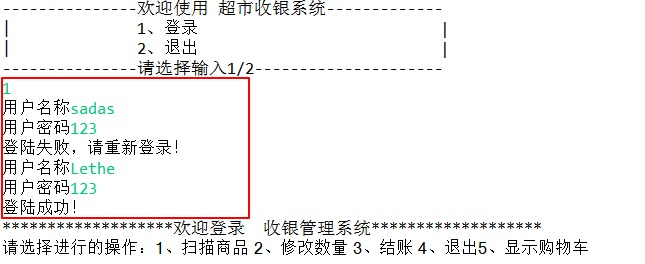 ---------------欢迎使用 超市收银系统-------------
|              1、登录                           |
|              2、退出                           |
---------------请选择输入1/2---------------------
1
用户名称sadas
用户密码123
登陆失败，请重新登录!
用户名称Lethe
用户密码123
登陆成功!
*******************欢迎登录  收银管理系统*******************
请选择进行的操作: 1、扫描商品 2、修改数量 3、结账 4、退出5、显示购物车